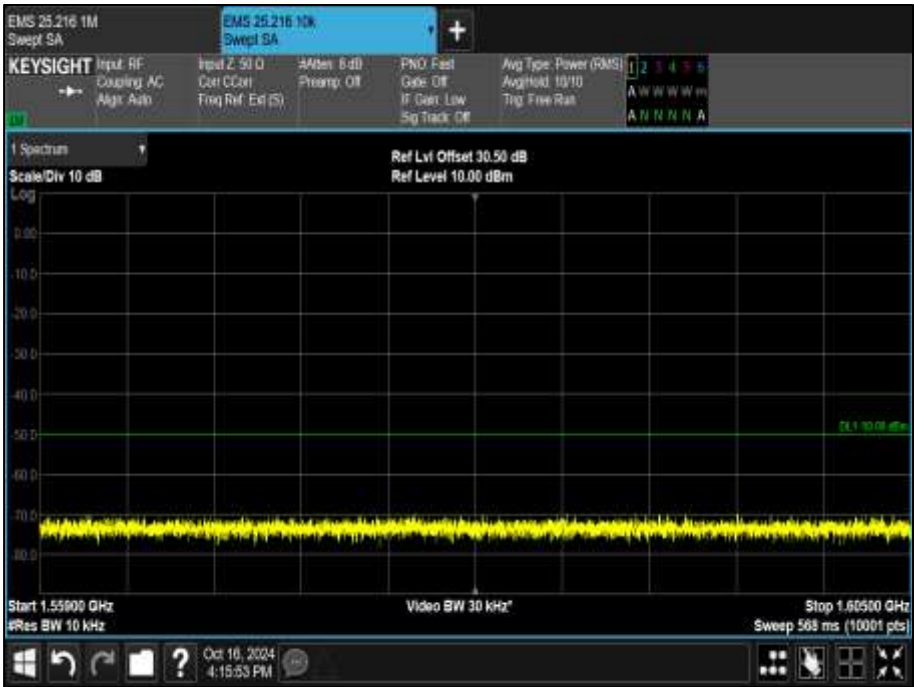 EMS 25.216 1M
Swept SA
EMS 25.216 10k
Swept SA
KEYSIGHT
Input: RF
Coupling: AC
Align: Auto
Input Z: 50 Ω
Corr CCorr
Freq Ref: Ext (S)
#Atten: 8 dB
Preamp: Off
PNO: Fast
Gate: Off
IF Gain: Low
Sig Track: Off
Avg Type: Power (RMS)
Avg|Hold: 10/10
Trig: Free Run
1 2 3 4 5 6
A W W W W
A N N N N A
1 Spectrum
Scale/Div 10 dB
Ref Lvl Offset 30.50 dB
Ref Level 10.00 dBm
Log
0.00
-10.0
-20.0
-30.0
-40.0
-50.0
-60.0
-70.0
-80.0
Start 1.55900 GHz
#Res BW 10 kHz
Video BW 30 kHz*
Stop 1.60500 GHz
Sweep 568 ms (10001 pts)
?
Oct 16, 2024
4:15:53 PM